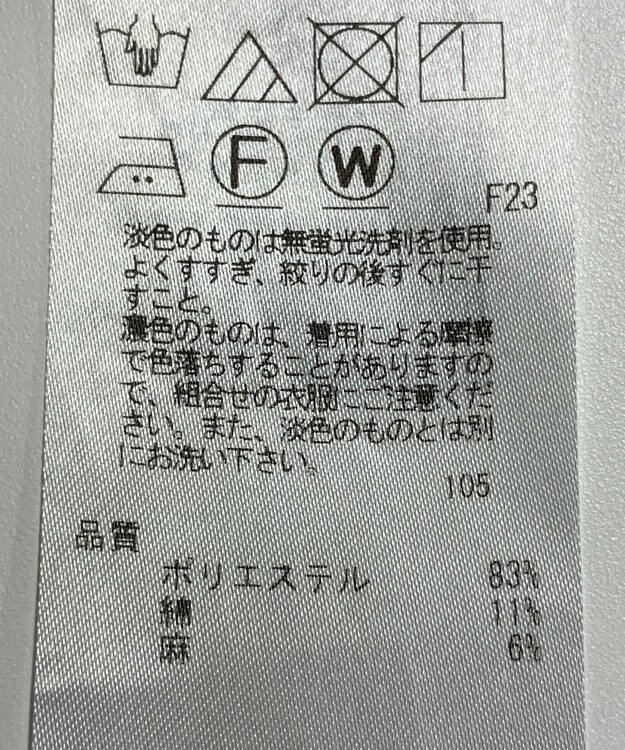 F W
F23
淡色のものは無蛍光洗剤を使用。
よくすすぎ、絞りの後すぐに干
すこと。
濃色のものは、着用による摩擦
で色落ちすることがありますの
で、組合せの衣服にご注意くだ
さい。また、淡色のものとは別
にお洗い下さい。
105
品質
ポリエステル 83%
綿 11%
麻 6%